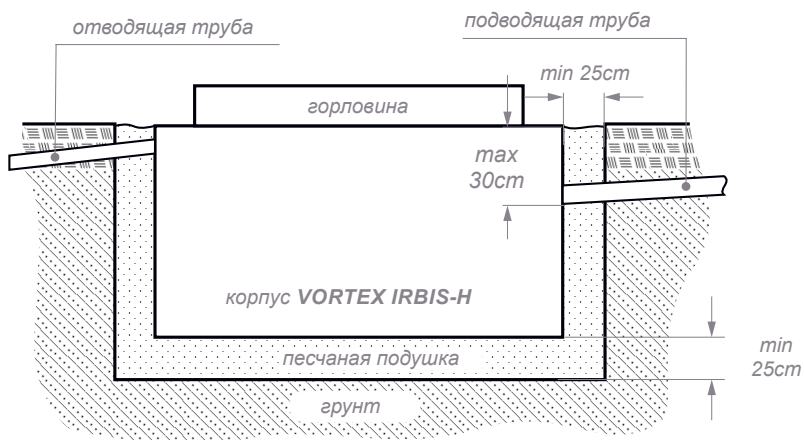 отводящая труба
подводящая труба
min 25cm
горловина
max
30cm
корпус VORTEX IRBIS-H
песчаная подушка
min
25cm
грунт